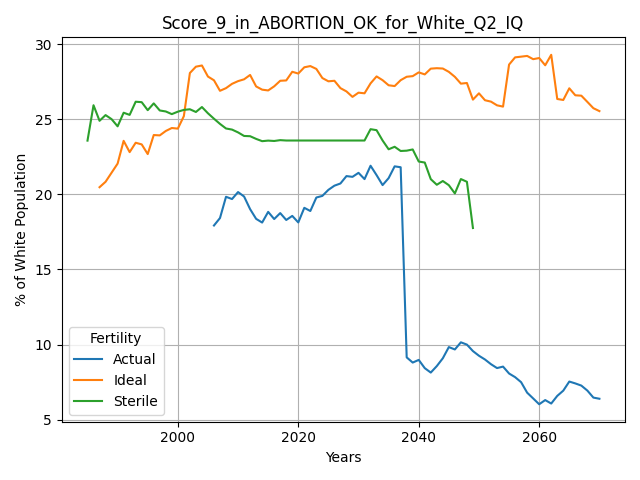 Score_9_in_ABORTION_OK_for_White_Q2_IQ
% of White Population
30
25
20
15
10
5
Fertility
Actual
Ideal
Sterile
2000
2020
2040
2060
Years